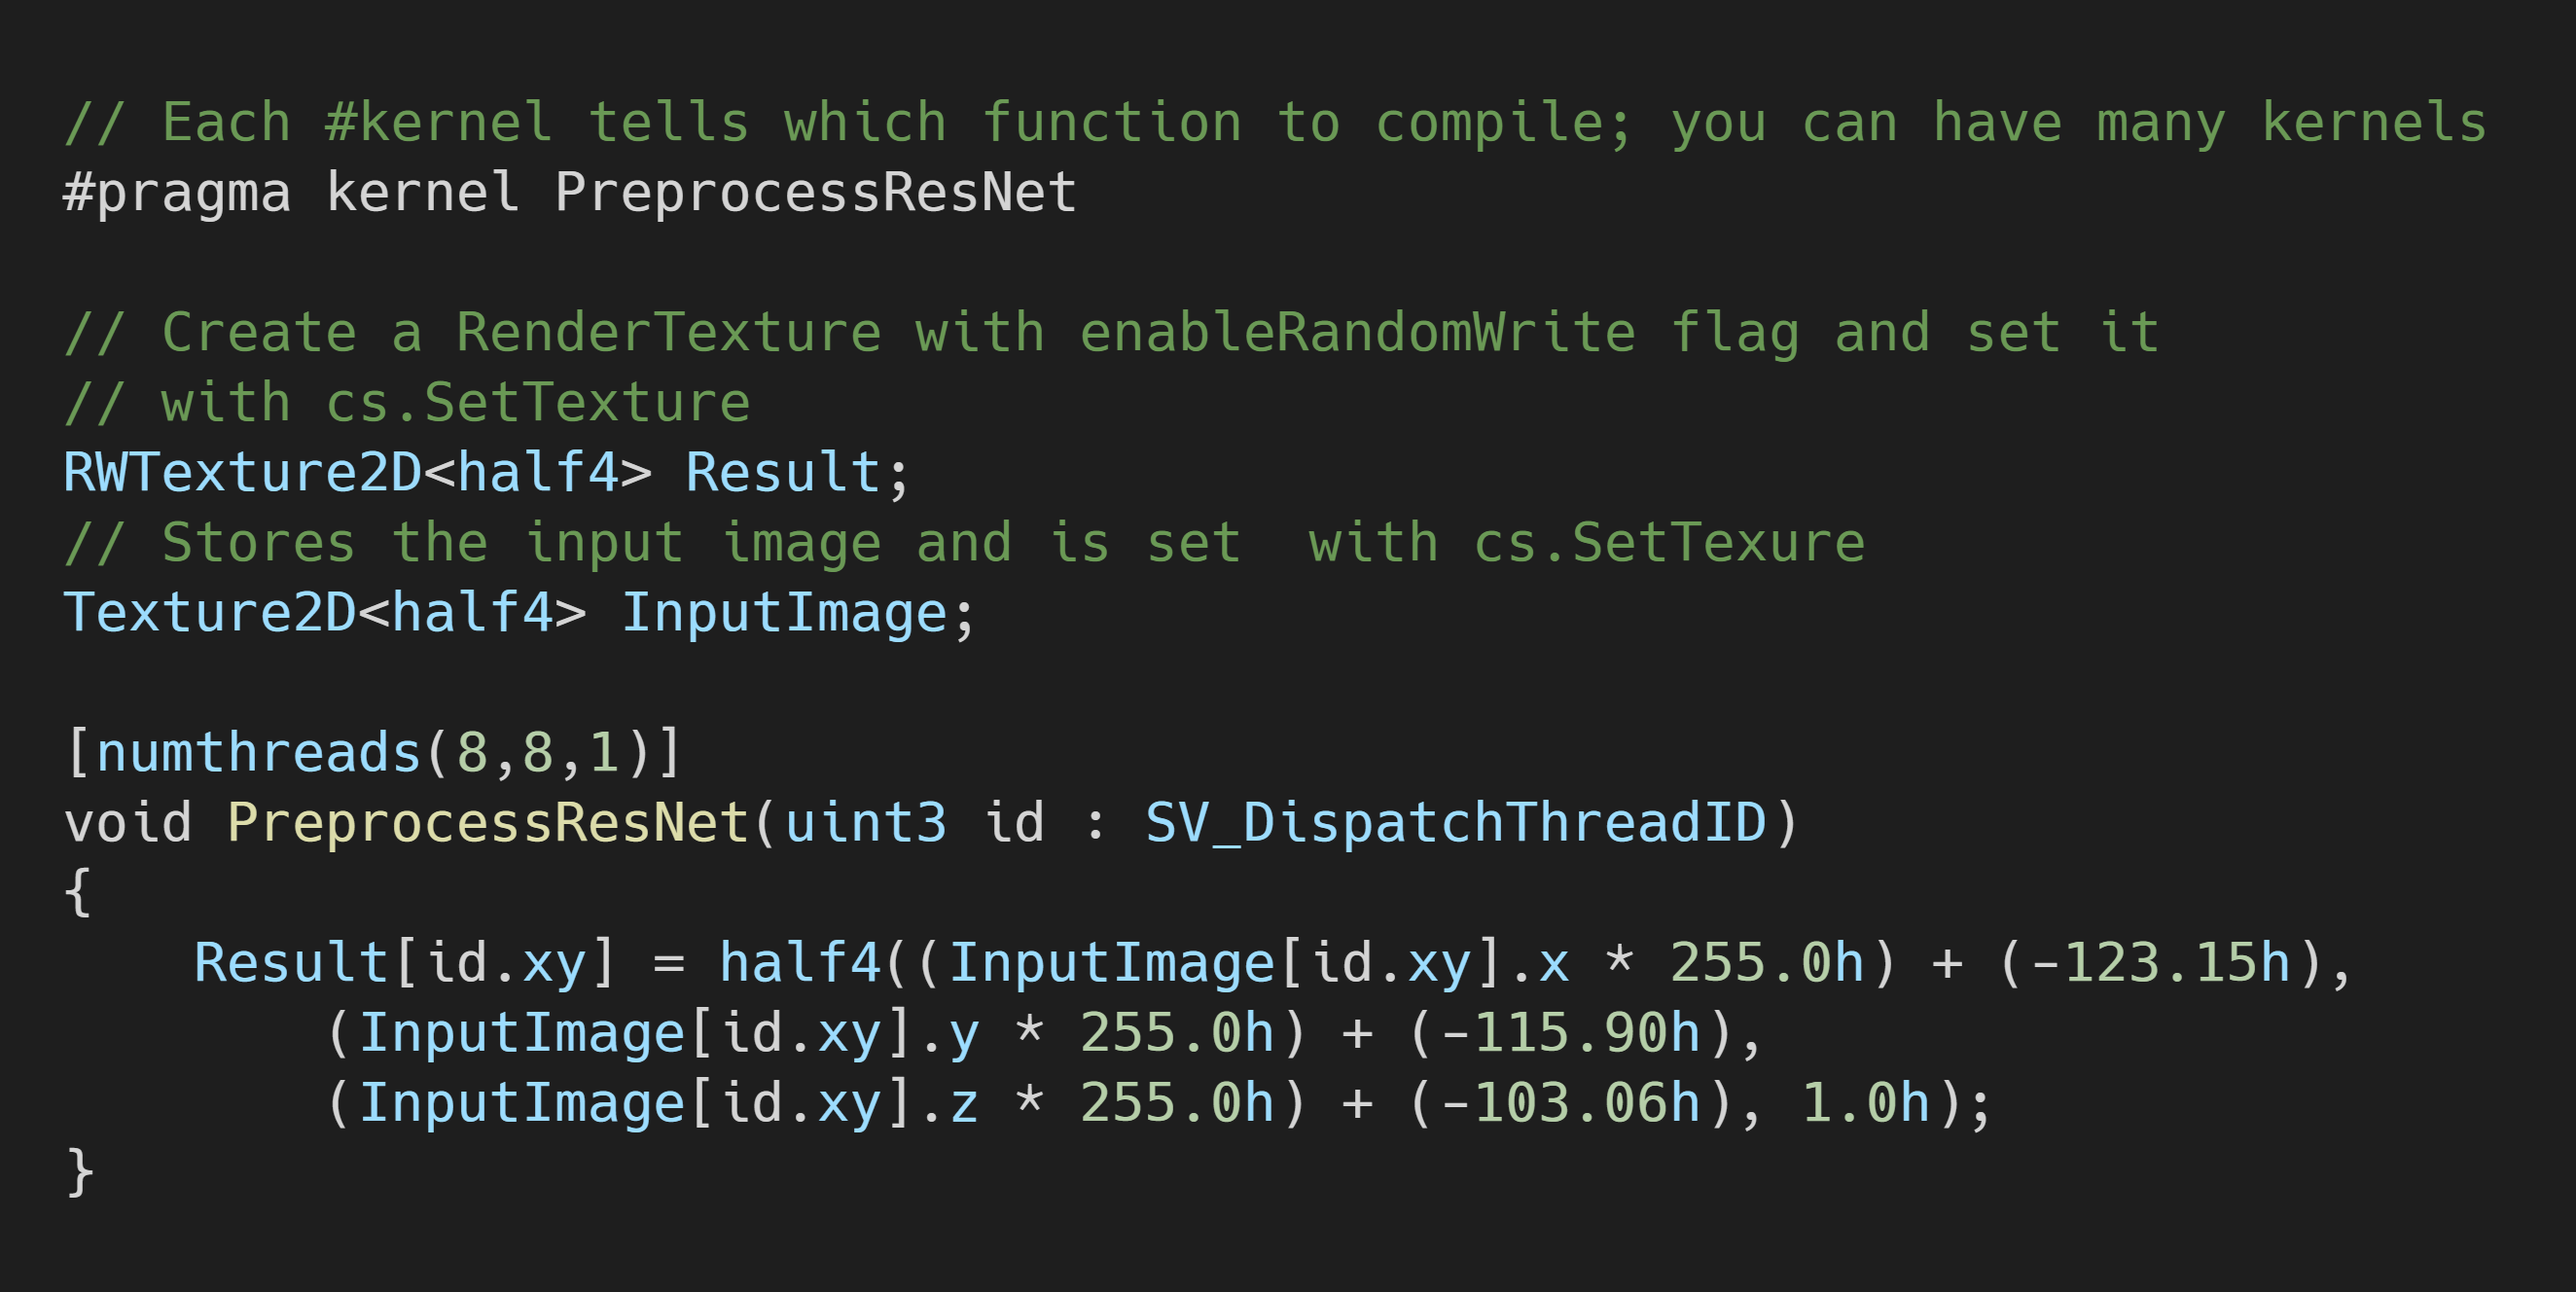 // Each #kernel tells which function to compile; you can have many kernels
#pragma kernel PreprocessResNet
// Create a RenderTexture with enableRandomWrite flag and set it
// with cs.SetTexture
RWTexture2D<half4> Result;
// Stores the input image and is set  with cs.SetTexure
Texture2D<half4> InputImage;
[numthreads(8,8,1)]
void PreprocessResNet(uint3 id : SV_DispatchThreadID)
{
    Result[id.xy] = half4((InputImage[id.xy].x * 255.0h) + (-123.15h),
        (InputImage[id.xy].y * 255.0h) + (-115.90h),
        (InputImage[id.xy].z * 255.0h) + (-103.06h), 1.0h);
}